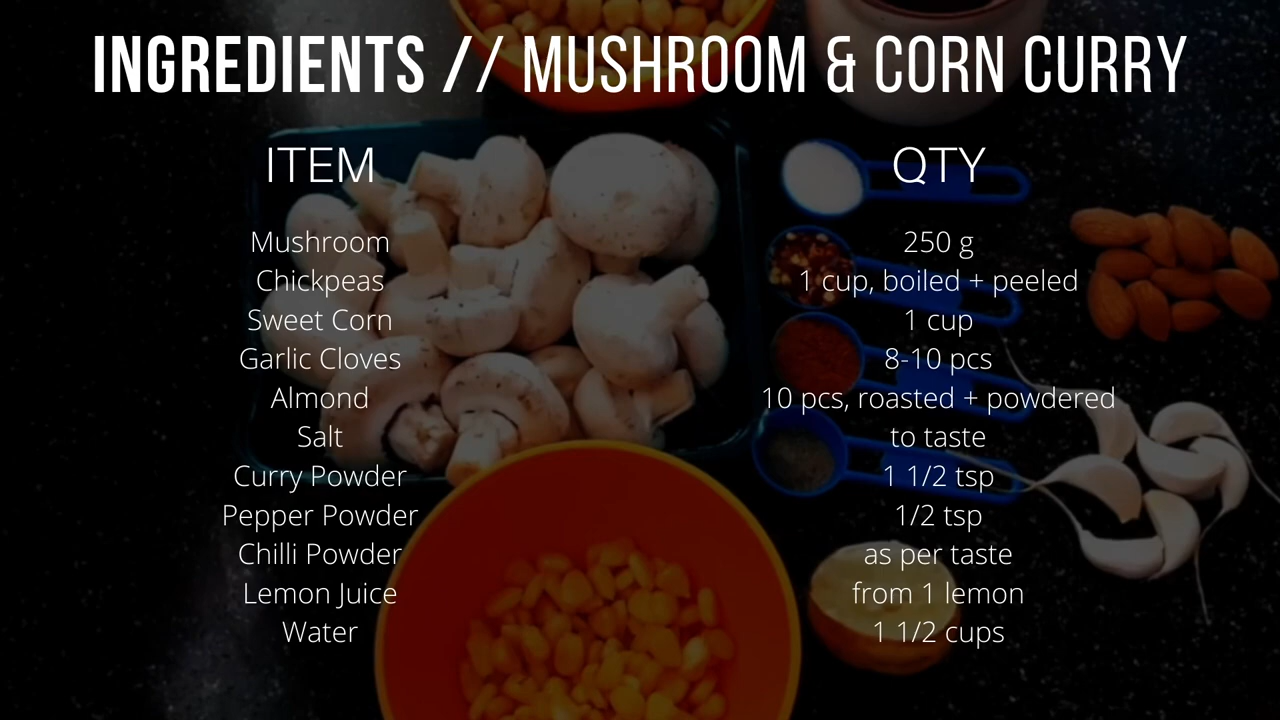 INGREDIENTS // MUSHROOM & CORN CURRY
ITEM QTY
Mushroom 250 g
Chickpeas 1 cup, boiled + peeled
Sweet Corn 1 cup
Garlic Cloves 8-10 pcs
Almond 10 pcs, roasted + powdered
Salt to taste
Curry Powder 1 1/2 tsp
Pepper Powder 1/2 tsp
Chilli Powder as per taste
Lemon Juice from 1 lemon
Water 1 1/2 cups